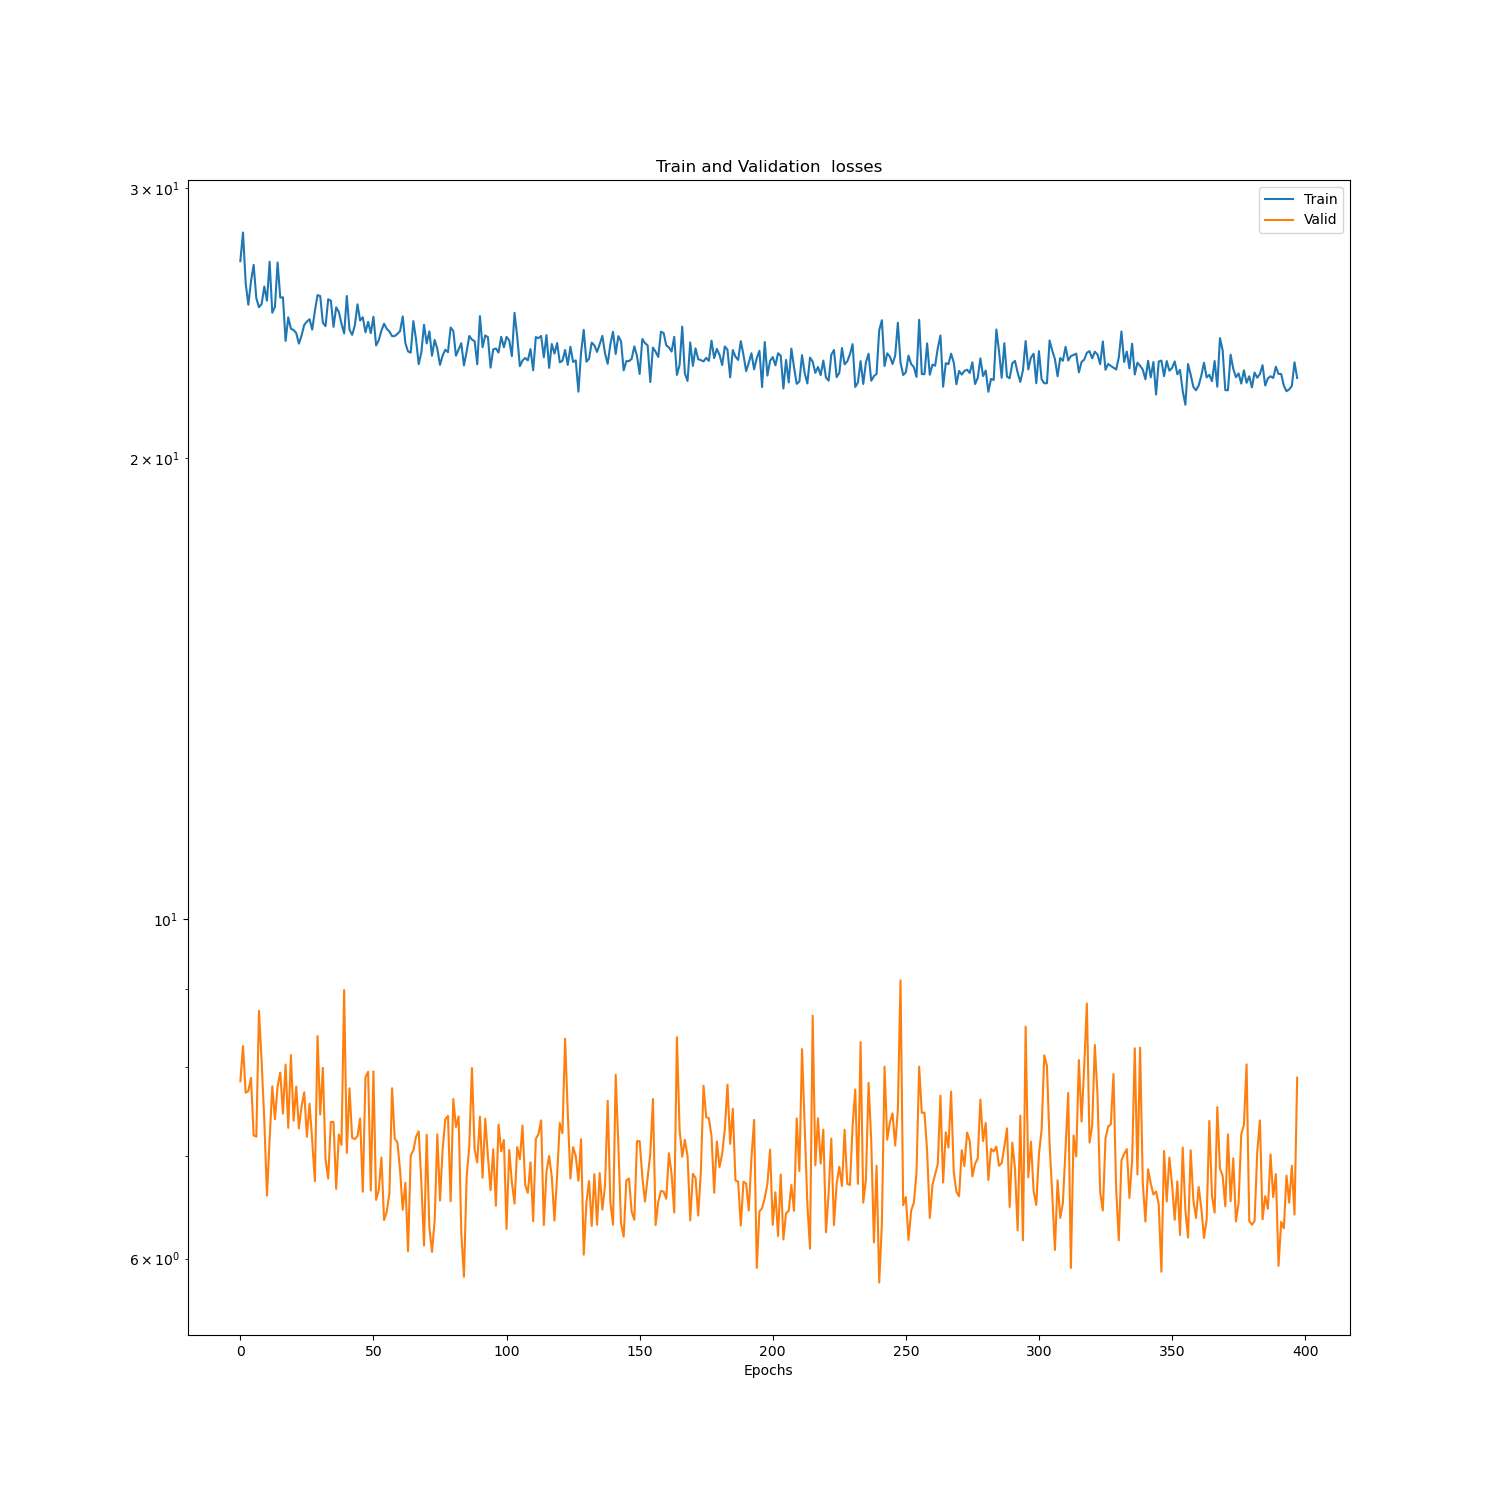 Train and Validation  losses
3 × 10¹
Train
Valid
2 × 10¹
10¹
6 × 10⁰
0 50 100 150 200 250 300 350 400
Epochs